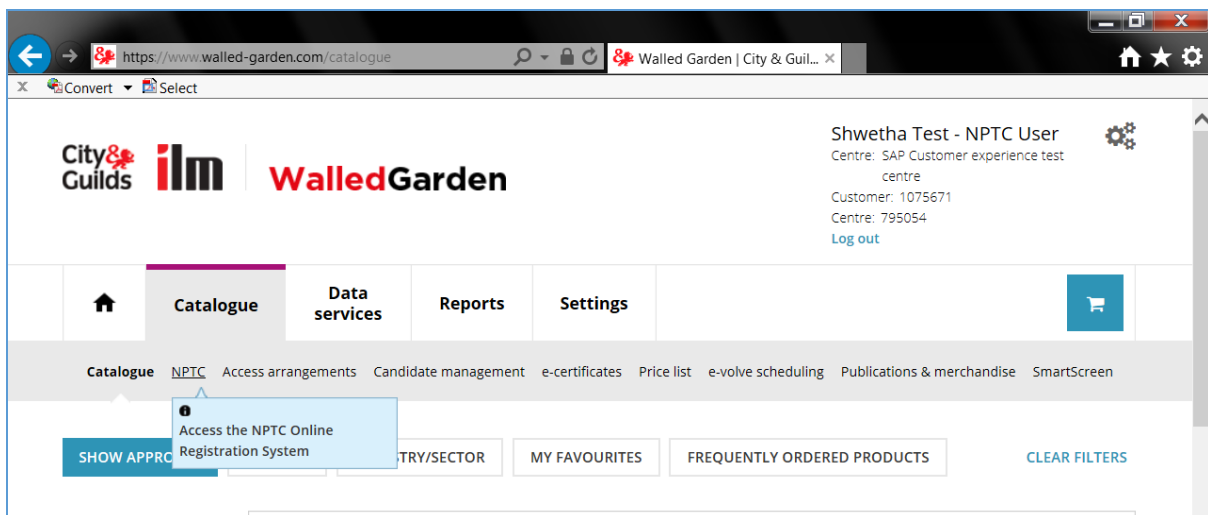 https://www.walled-garden.com/catalogue
Walled Garden | City & Guil...
X Convert Select
City& Guilds ilm WalledGarden
Shwetha Test - NPTC User
Centre: SAP Customer experience test
centre
Customer: 1075671
Centre: 795054
Log out
Catalogue Data services Reports Settings
Catalogue NPTC Access arrangements Candidate management e-certificates Price list e-volve scheduling Publications & merchandise SmartScreen
Access the NPTC Online
Registration System
SHOW APPRO TRY/SECTOR MY FAVOURITES FREQUENTLY ORDERED PRODUCTS CLEAR FILTERS